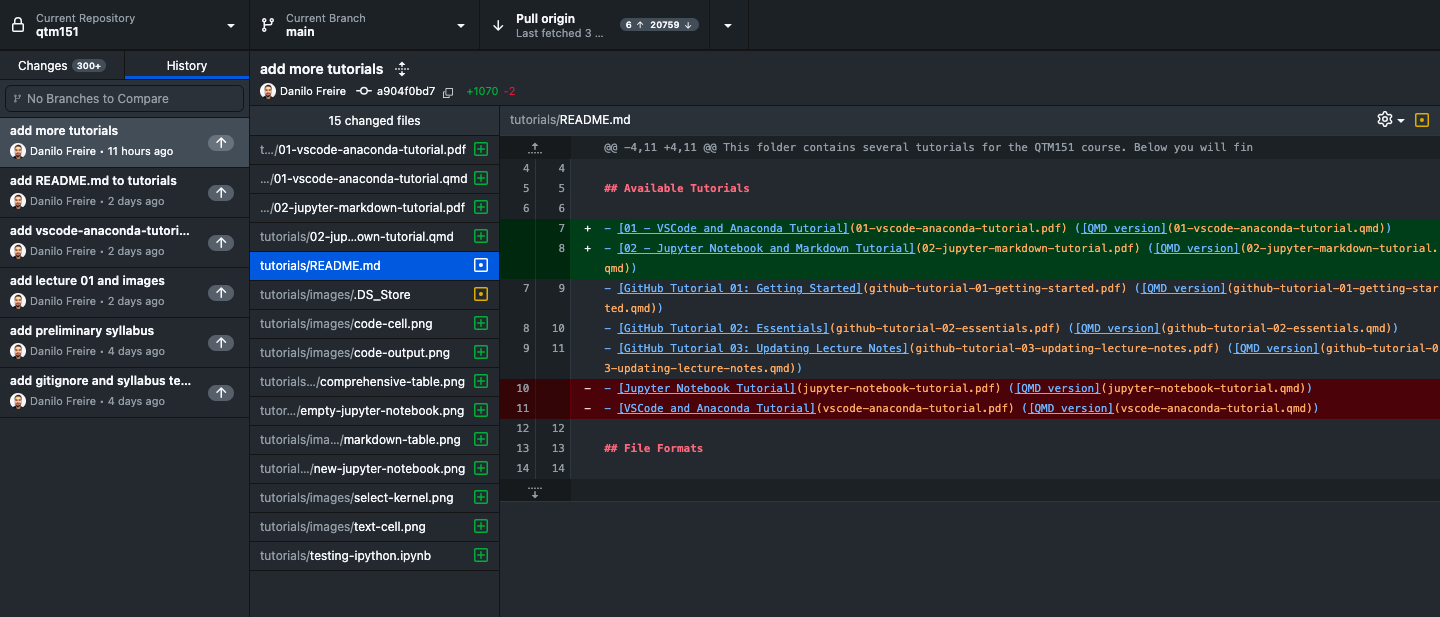 Current Repository
qtm151
Current Branch
main
Pull origin
Last fetched 3 ...
6 ↑ 20759 ↓
Changes 300+
History
No Branches to Compare
add more tutorials
Danilo Freire • 11 hours ago
add README.md to tutorials
Danilo Freire • 2 days ago
add vscode-anaconda-tutori...
Danilo Freire • 2 days ago
add lecture 01 and images
Danilo Freire • 2 days ago
add preliminary syllabus
Danilo Freire • 4 days ago
add gitignore and syllabus te...
Danilo Freire • 4 days ago
add more tutorials
Danilo Freire a904f0bd7 +1070 -2
15 changed files
t.../01-vscode-anaconda-tutorial.pdf
.../01-vscode-anaconda-tutorial.qmd
.../02-jupyter-markdown-tutorial.pdf
tutorials/02-jup...own-tutorial.qmd
tutorials/README.md
tutorials/images/.DS_Store
tutorials/images/code-cell.png
tutorials/images/code-output.png
tutorials.../comprehensive-table.png
tutor.../empty-jupyter-notebook.png
tutorials/ima.../markdown-table.png
tutorial.../new-jupyter-notebook.png
tutorials/images/select-kernel.png
tutorials/images/text-cell.png
tutorials/testing-ipython.ipynb
tutorials/README.md
@@ -4,11 +4,11 @@ This folder contains several tutorials for the QTM151 course. Below you will fin
4 4
5 5 ## Available Tutorials
6 6
7 + - [01 - VSCode and Anaconda Tutorial](01-vscode-anaconda-tutorial.pdf) ([QMD version](01-vscode-anaconda-tutorial.qmd))
8 + - [02 - Jupyter Notebook and Markdown Tutorial](02-jupyter-markdown-tutorial.pdf) ([QMD version](02-jupyter-markdown-tutorial.
qmd))
7 9 - [GitHub Tutorial 01: Getting Started](github-tutorial-01-getting-started.pdf) ([QMD version](github-tutorial-01-getting-star
ted.qmd))
8 10 - [GitHub Tutorial 02: Essentials](github-tutorial-02-essentials.pdf) ([QMD version](github-tutorial-02-essentials.qmd))
9 11 - [GitHub Tutorial 03: Updating Lecture Notes](github-tutorial-03-updating-lecture-notes.pdf) ([QMD version](github-tutorial-0
3-updating-lecture-notes.qmd))
10 - - [Jupyter Notebook Tutorial](jupyter-notebook-tutorial.pdf) ([QMD version](jupyter-notebook-tutorial.qmd))
11 - - [VSCode and Anaconda Tutorial](vscode-anaconda-tutorial.pdf) ([QMD version](vscode-anaconda-tutorial.qmd))
12 12
13 13 ## File Formats
14 14